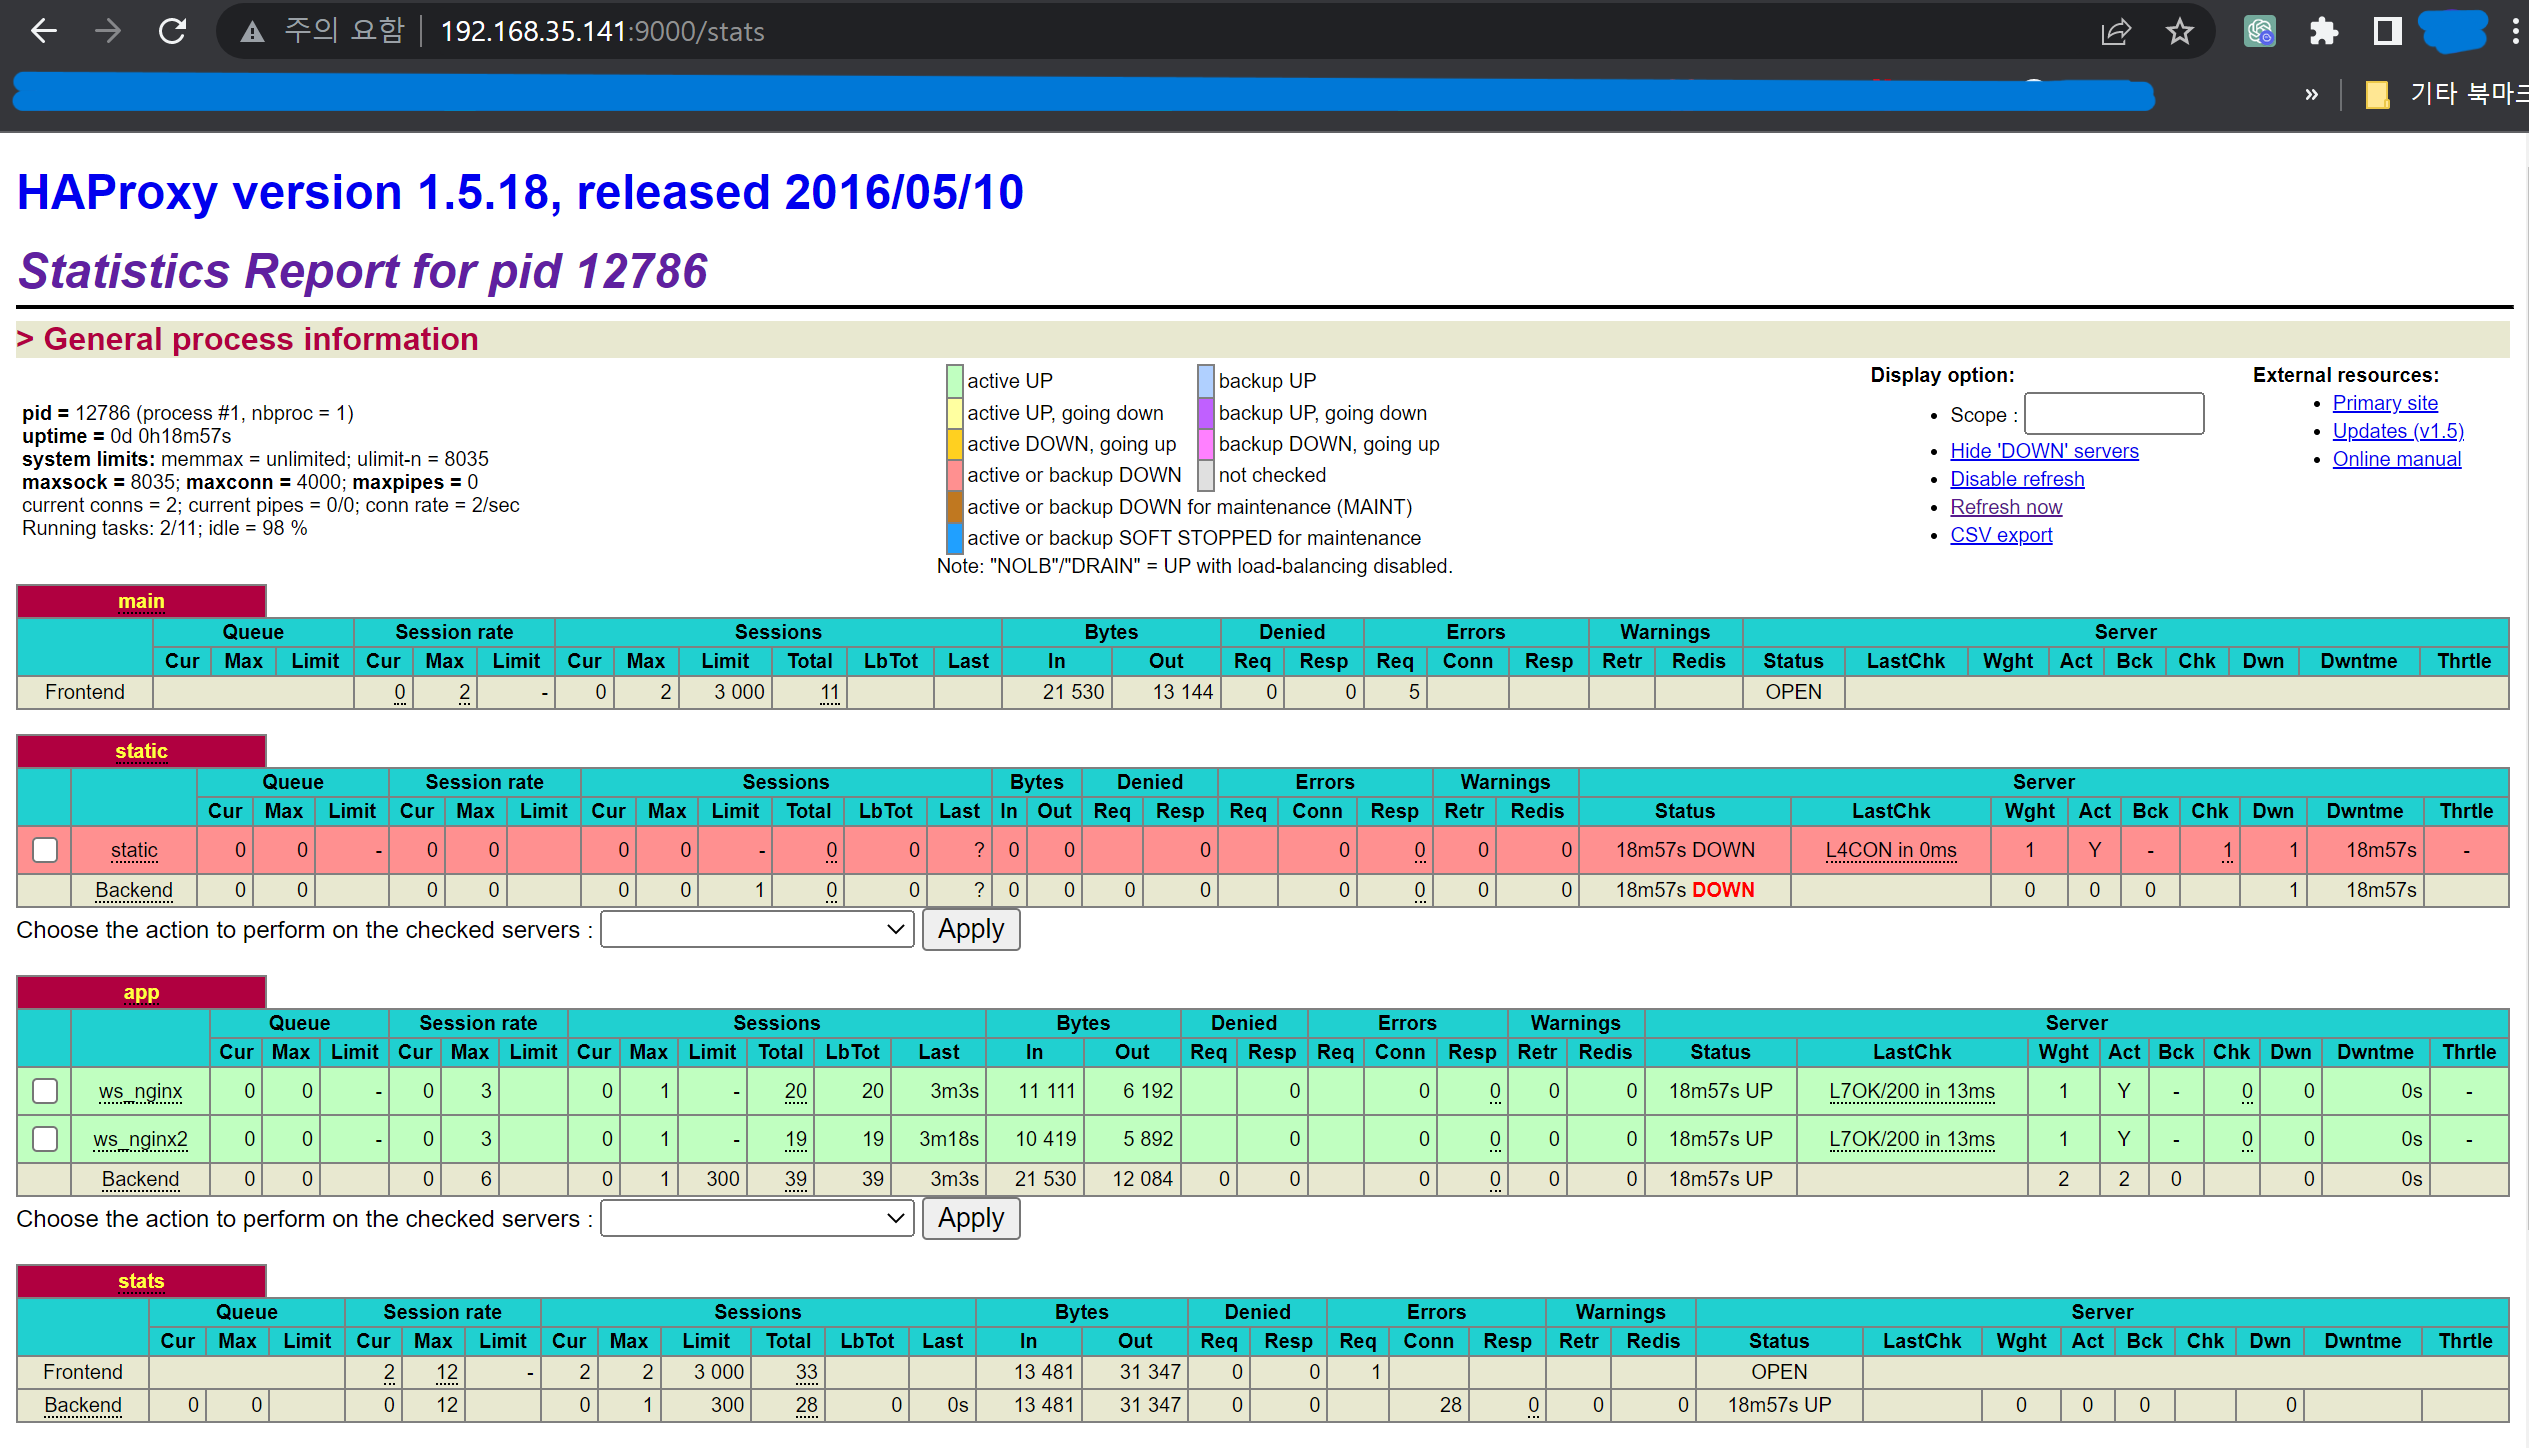 주의 요함 192.168.35.141:9000/stats
» 기타 북마크
HAProxy version 1.5.18, released 2016/05/10
Statistics Report for pid 12786
> General process information
pid = 12786 (process #1, nbproc = 1)
uptime = 0d 0h18m57s
system limits: memmax = unlimited; ulimit-n = 8035
maxsock = 8035; maxconn = 4000; maxpipes = 0
current conns = 2; current pipes = 0/0; conn rate = 2/sec
Running tasks: 2/11; idle = 98 %
active UP backup UP
active UP, going down backup UP, going down
active DOWN, going up backup DOWN, going up
active or backup DOWN not checked
active or backup DOWN for maintenance (MAINT)
active or backup SOFT STOPPED for maintenance
Note: "NOLB"/"DRAIN" = UP with load-balancing disabled.
Display option:
• Scope :
• Hide 'DOWN' servers
• Disable refresh
• Refresh now
• CSV export
External resources:
• Primary site
• Updates (v1.5)
• Online manual
main
Queue Session rate Sessions Bytes Denied Errors Warnings Server
Cur Max Limit Cur Max Limit Cur Max Limit Total LbTot Last In Out Req Resp Req Conn Resp Retr Redis Status LastChk Wght Act Bck Chk Dwn Dwntme Thrtle
Frontend 0 2 - 0 2 3 000 11 21 530 13 144 0 0 5 OPEN
static
Queue Session rate Sessions Bytes Denied Errors Warnings Server
Cur Max Limit Cur Max Limit Cur Max Limit Total LbTot Last In Out Req Resp Req Conn Resp Retr Redis Status LastChk Wght Act Bck Chk Dwn Dwntme Thrtle
static 0 0 - 0 0 0 0 - 0 0 ? 0 0 0 0 0 0 0 18m57s DOWN L4CON in 0ms 1 Y - 1 1 18m57s -
Backend 0 0 0 0 0 0 1 0 0 ? 0 0 0 0 0 0 0 0 18m57s DOWN 0 0 0 1 18m57s
Choose the action to perform on the checked servers : Apply
app
Queue Session rate Sessions Bytes Denied Errors Warnings Server
Cur Max Limit Cur Max Limit Cur Max Limit Total LbTot Last In Out Req Resp Req Conn Resp Retr Redis Status LastChk Wght Act Bck Chk Dwn Dwntme Thrtle
ws_nginx 0 0 - 0 3 0 1 - 20 20 3m3s 11 111 6 192 0 0 0 0 0 18m57s UP L7OK/200 in 13ms 1 Y - 0 0 0s -
ws_nginx2 0 0 - 0 3 0 1 - 19 19 3m18s 10 419 5 892 0 0 0 0 0 18m57s UP L7OK/200 in 13ms 1 Y - 0 0 0s -
Backend 0 0 0 6 0 1 300 39 39 3m3s 21 530 12 084 0 0 0 0 0 0 18m57s UP 2 2 0 0 0s
Choose the action to perform on the checked servers : Apply
stats
Queue Session rate Sessions Bytes Denied Errors Warnings Server
Cur Max Limit Cur Max Limit Cur Max Limit Total LbTot Last In Out Req Resp Req Conn Resp Retr Redis Status LastChk Wght Act Bck Chk Dwn Dwntme Thrtle
Frontend 2 12 - 2 2 3 000 33 13 481 31 347 0 0 1 OPEN
Backend 0 0 0 12 0 1 300 28 0 0s 13 481 31 347 0 0 28 0 0 0 18m57s UP 0 0 0 0